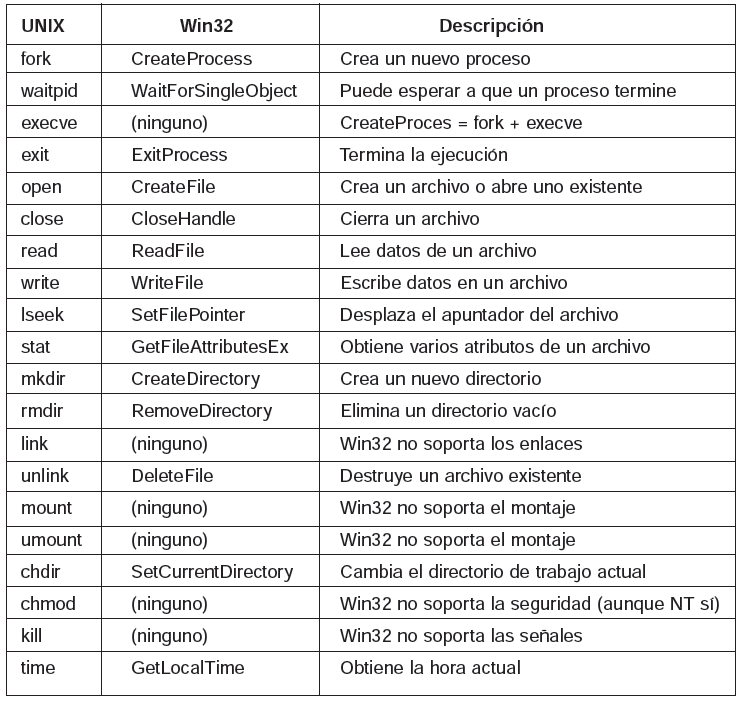 UNIX Win32 Descripción
fork CreateProcess Crea un nuevo proceso
waitpid WaitForSingleObject Puede esperar a que un proceso termine
execve (ninguno) CreateProces = fork + execve
exit ExitProcess Termina la ejecución
open CreateFile Crea un archivo o abre uno existente
close CloseHandle Cierra un archivo
read ReadFile Lee datos de un archivo
write WriteFile Escribe datos en un archivo
lseek SetFilePointer Desplaza el apuntador del archivo
stat GetFileAttributesEx Obtiene varios atributos de un archivo
mkdir CreateDirectory Crea un nuevo directorio
rmdir RemoveDirectory Elimina un directorio vacío
link (ninguno) Win32 no soporta los enlaces
unlink DeleteFile Destruye un archivo existente
mount (ninguno) Win32 no soporta el montaje
umount (ninguno) Win32 no soporta el montaje
chdir SetCurrentDirectory Cambia el directorio de trabajo actual
chmod (ninguno) Win32 no soporta la seguridad (aunque NT sí)
kill (ninguno) Win32 no soporta las señales
time GetLocalTime Obtiene la hora actual